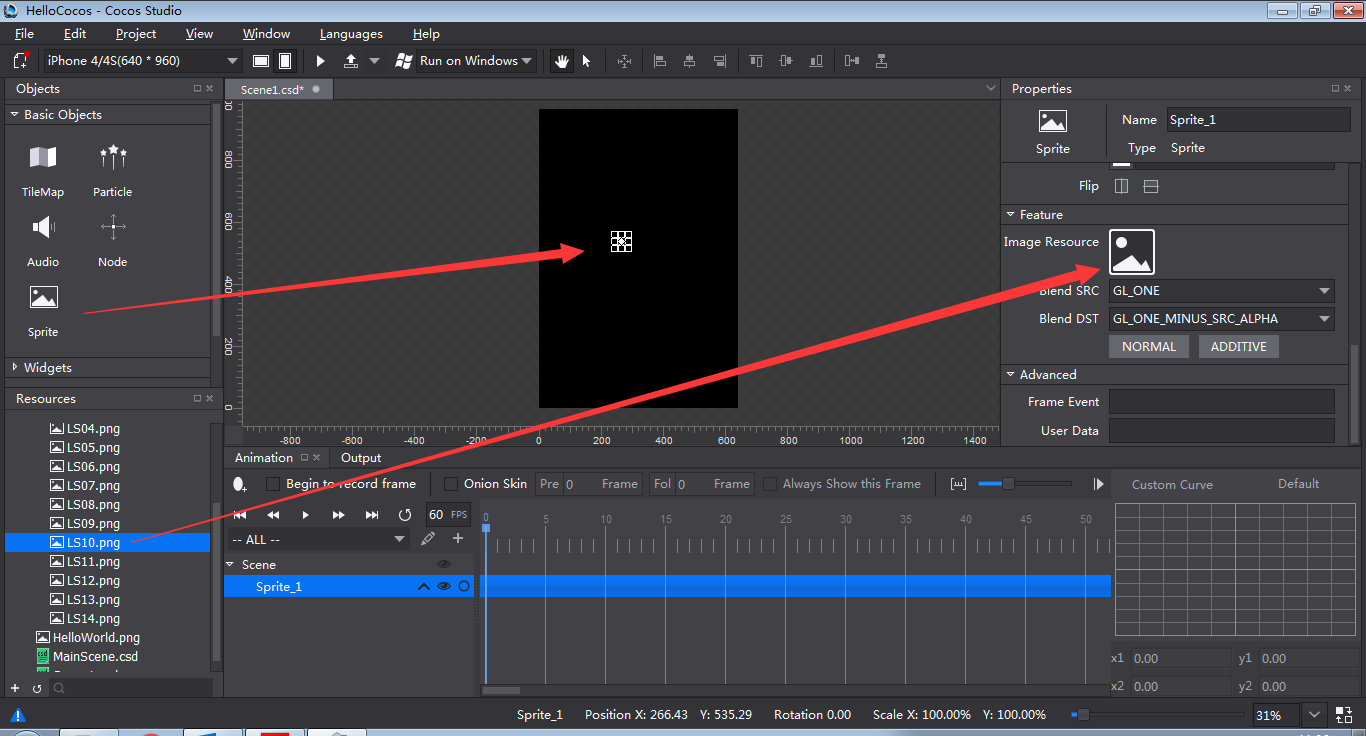 HelloCocos - Cocos Studio
File Edit Project View Window Languages Help
iPhone 4/4S(640 * 960) Run on Windows
Objects
Basic Objects
TileMap Particle
Audio Node
Sprite
Widgets
Resources
LS04.png
LS05.png
LS06.png
LS07.png
LS08.png
LS09.png
LS10.png
LS11.png
LS12.png
LS13.png
LS14.png
HelloWorld.png
MainScene.csd
Scene1.csd*
800
600
400
200
0
-800 -600 -400 -200 0 200 400 600 800 1000 1200 1400
Properties
Sprite
Name Sprite_1
Type Sprite
Flip
Feature
Image Resource
Blend SRC GL_ONE
Blend DST GL_ONE_MINUS_SRC_ALPHA
NORMAL ADDITIVE
Advanced
Frame Event
User Data
Animation Output
Begin to record frame Onion Skin Pre 0 Frame Fol 0 Frame Always Show this Frame
Custom Curve Default
60 FPS
0 5 10 15 20 25 30 35 40 45 50
-- ALL --
Scene
Sprite_1
x1 0.00 y1 0.00
x2 0.00 y2 0.00
Sprite_1 Position X: 266.43 Y: 535.29 Rotation 0.00 Scale X: 100.00% Y: 100.00% 31%